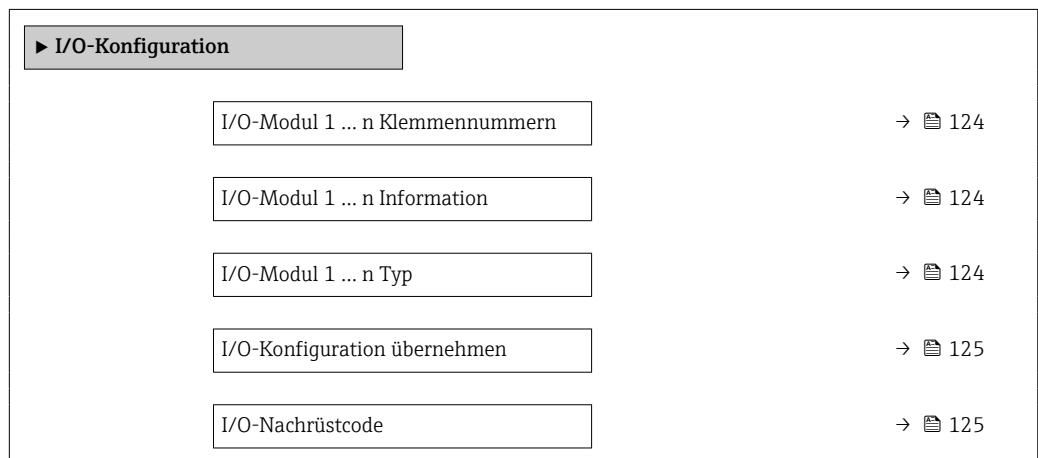 ▶ I/O-Konfiguration
I/O-Modul 1 … n Klemmennummern → 124
I/O-Modul 1 … n Information → 124
I/O-Modul 1 … n Typ → 124
I/O-Konfiguration übernehmen → 125
I/O-Nachrüstcode → 125